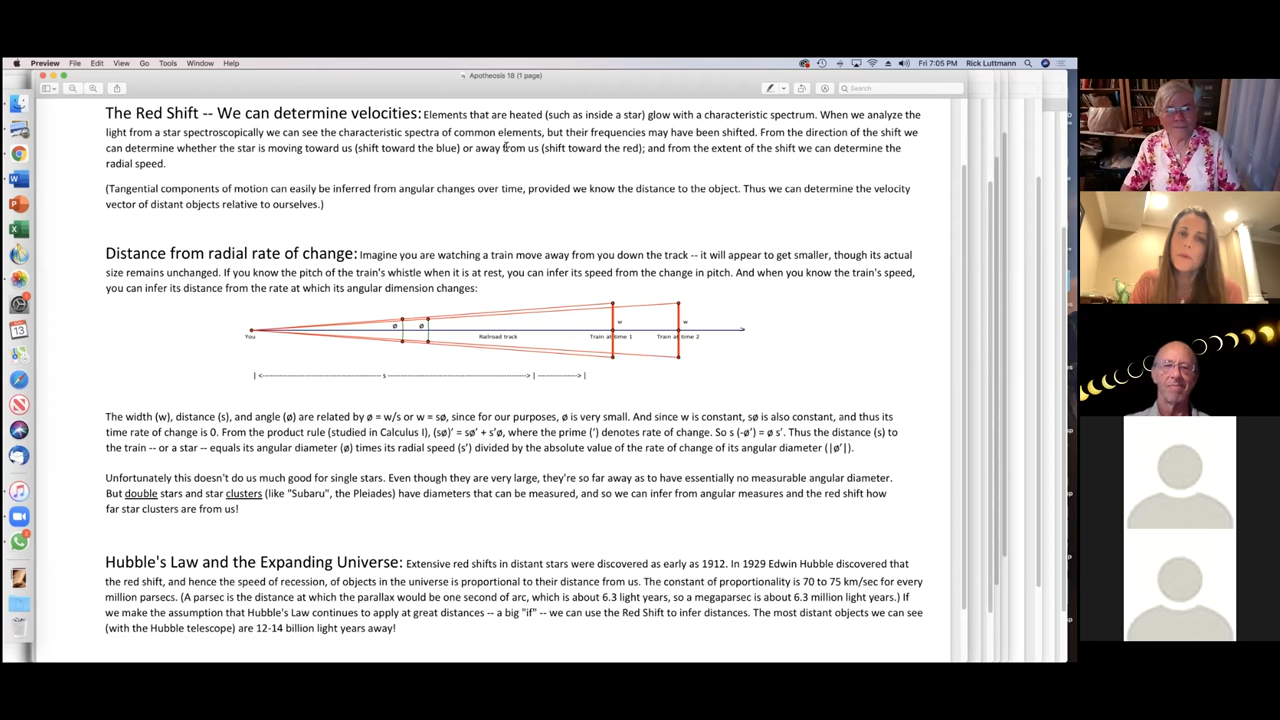 Preview File Edit View Go Tools Window Help Fri 7:05 PM Rick Luttmann
Apotheosis 18 (1 page)
Search
The Red Shift -- We can determine velocities: Elements that are heated (such as inside a star) glow with a characteristic spectrum. When we analyze the
light from a star spectroscopically we can see the characteristic spectra of common elements, but their frequencies may have been shifted. From the direction of the shift we
can determine whether the star is moving toward us (shift toward the blue) or away from us (shift toward the red); and from the extent of the shift we can determine the
radial speed.
(Tangential components of motion can easily be inferred from angular changes over time, provided we know the distance to the object. Thus we can determine the velocity
vector of distant objects relative to ourselves.)
Distance from radial rate of change: Imagine you are watching a train move away from you down the track -- it will appear to get smaller, though its actual
size remains unchanged. If you know the pitch of the train's whistle when it is at rest, you can infer its speed from the change in pitch. And when you know the train's speed,
you can infer its distance from the rate at which its angular dimension changes:
ø ø w w
You Railroad track Train at time 1 Train at time 2
s
The width (w), distance (s), and angle (ø) are related by ø = w/s or w = sø, since for our purposes, ø is very small. And since w is constant, sø is also constant, and thus its
time rate of change is 0. From the product rule (studied in Calculus I), (sø)’ = sø’ + s’ø, where the prime (‘) denotes rate of change. So s (-ø’) = ø s’. Thus the distance (s) to
the train -- or a star -- equals its angular diameter (ø) times its radial speed (s’) divided by the absolute value of the rate of change of its angular diameter (|ø’|).
Unfortunately this doesn't do us much good for single stars. Even though they are very large, they're so far away as to have essentially no measurable angular diameter.
But double stars and star clusters (like "Subaru", the Pleiades) have diameters that can be measured, and so we can infer from angular measures and the red shift how
far star clusters are from us!
Hubble's Law and the Expanding Universe: Extensive red shifts in distant stars were discovered as early as 1912. In 1929 Edwin Hubble discovered that
the red shift, and hence the speed of recession, of objects in the universe is proportional to their distance from us. The constant of proportionality is 70 to 75 km/sec for every
million parsecs. (A parsec is the distance at which the parallax would be one second of arc, which is about 6.3 light years, so a megaparsec is about 6.3 million light years.) If
we make the assumption that Hubble's Law continues to apply at great distances -- a big "if" -- we can use the Red Shift to infer distances. The most distant objects we can see
(with the Hubble telescope) are 12-14 billion light years away!